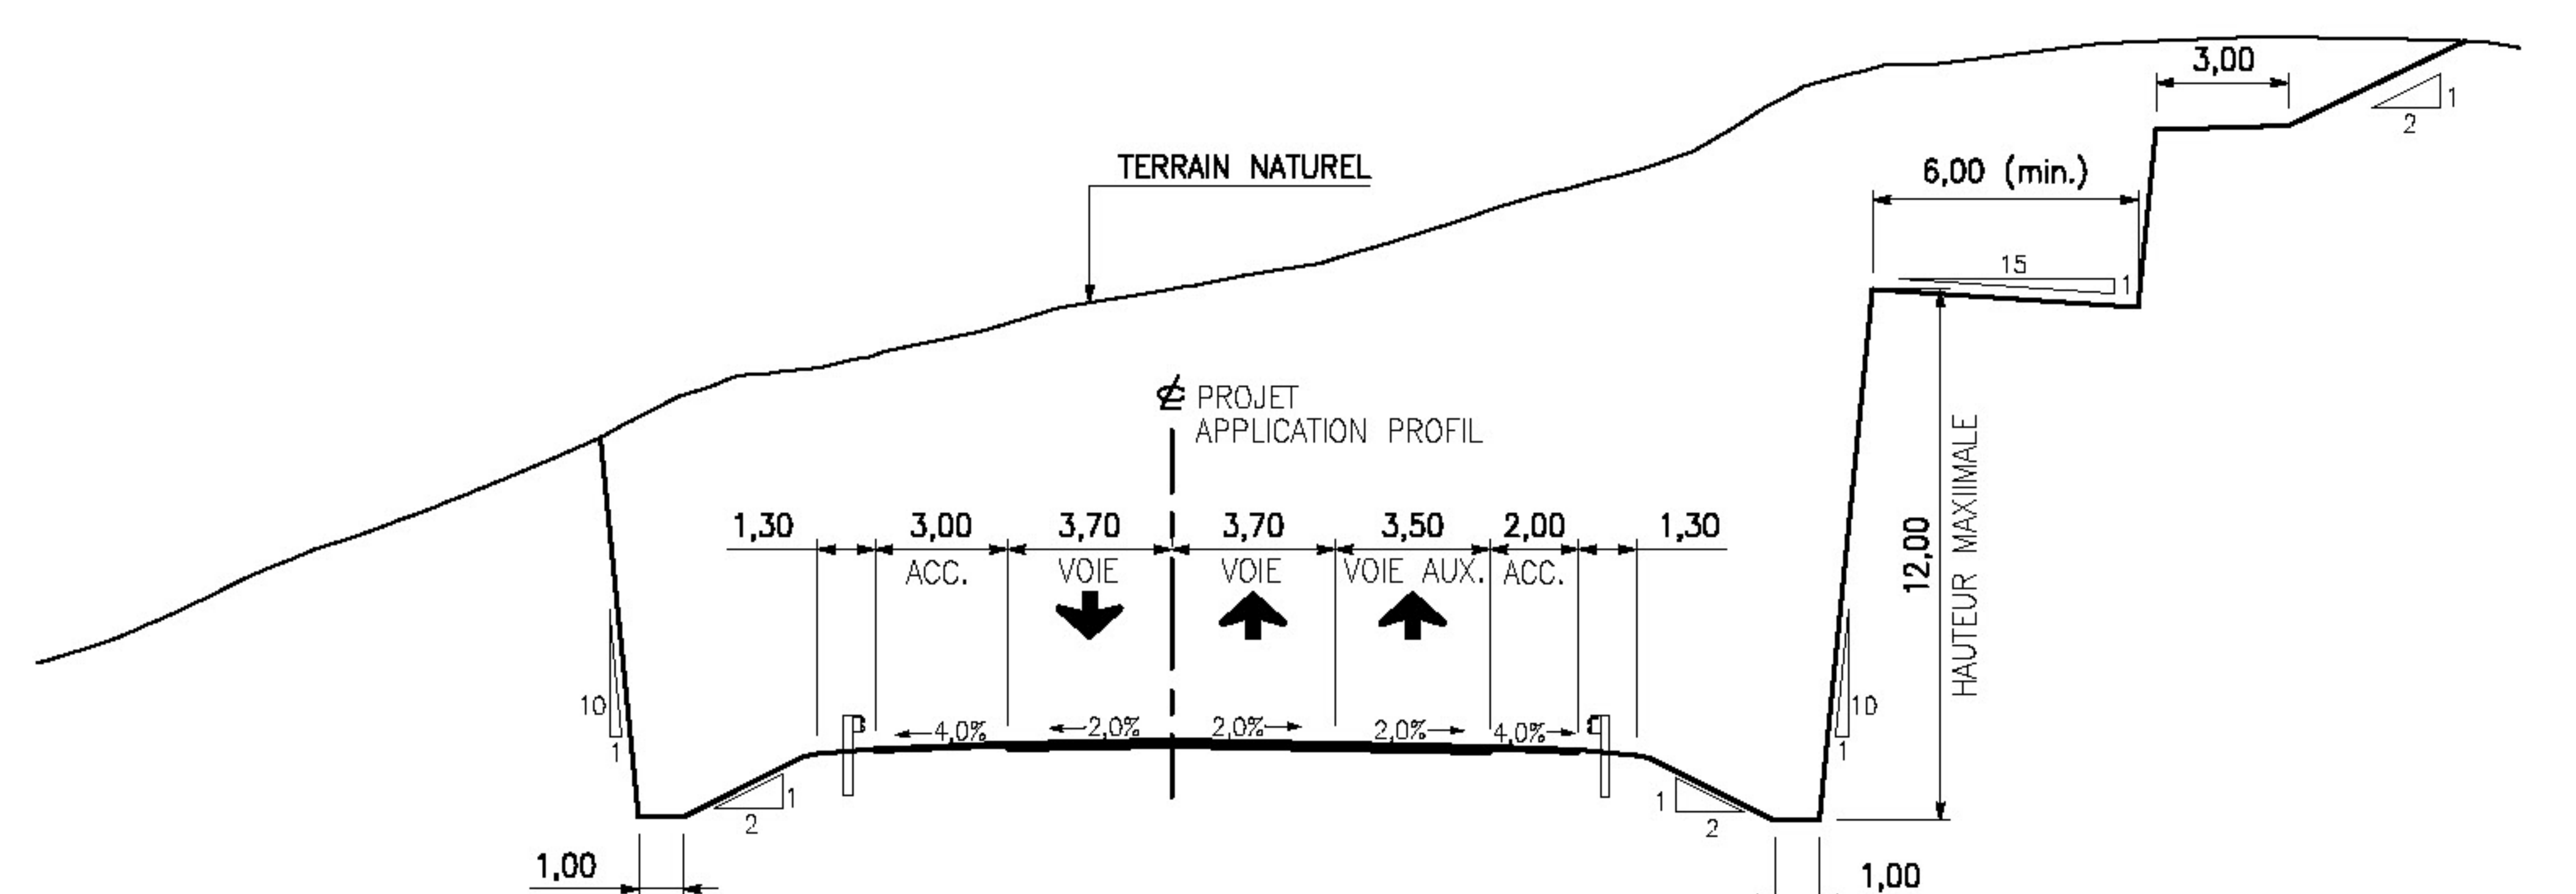 3,00
1
2
TERRAIN NATUREL
6,00 (min.)
15
1
℄ PROJET
APPLICATION PROFIL
1,30 3,00 3,70 3,70 3,50 2,00 1,30
ACC. VOIE VOIE VOIE AUX. ACC.
12,00
HAUTEUR MAXIIMALE
10
1
4,0% 2,0% 2,0% 2,0% 4,0%
10
1
1
2
1
2
1,00
1,00